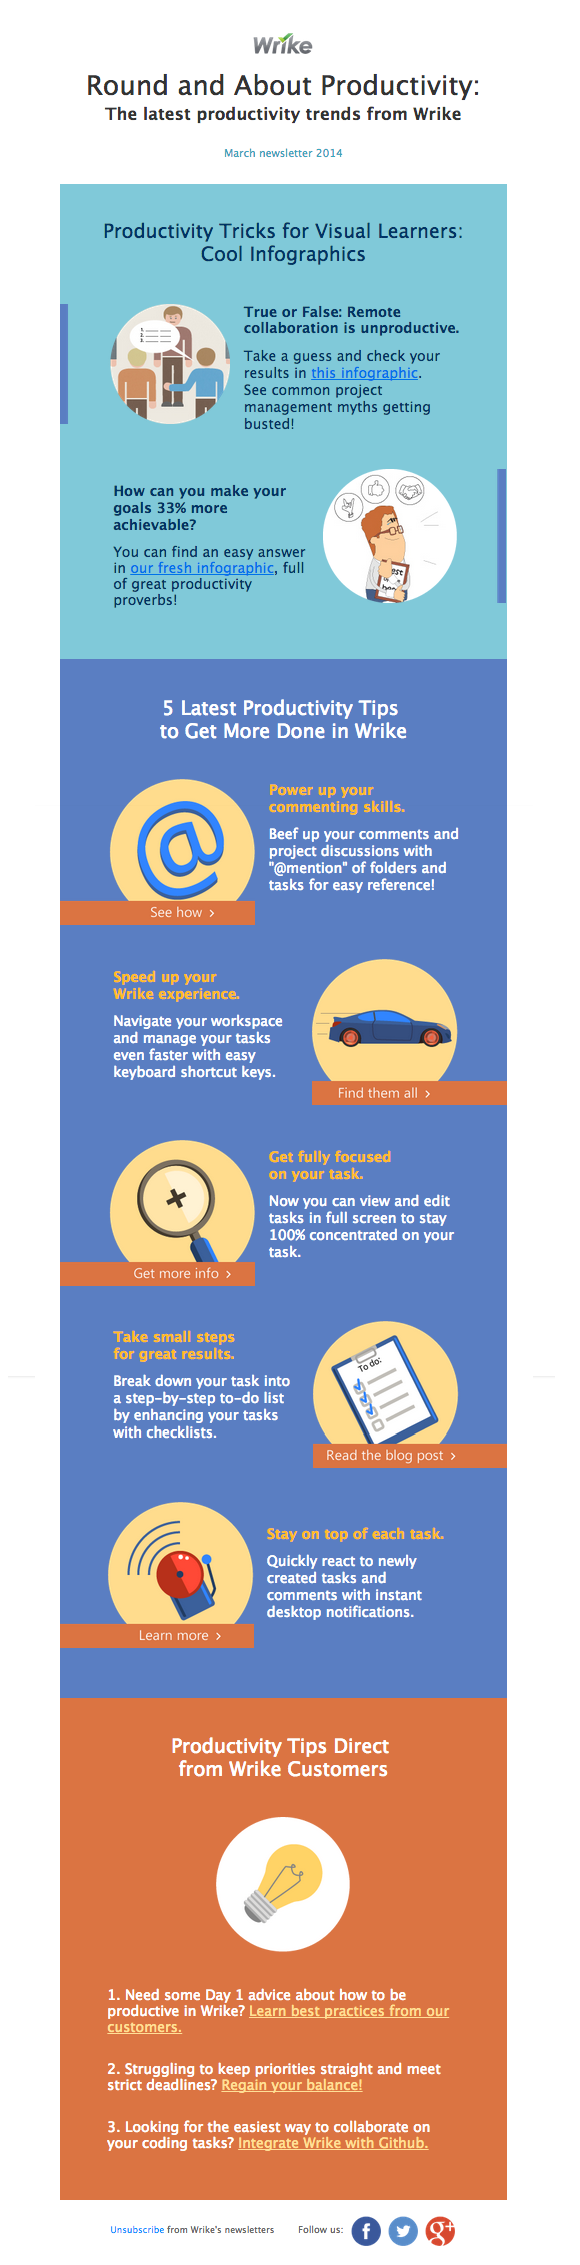 Wrike
Round and About Productivity:
The latest productivity trends from Wrike
March newsletter 2014
Productivity Tricks for Visual Learners:
Cool Infographics
True or False: Remote
collaboration is unproductive.
Take a guess and check your
results in this infographic.
See common project
management myths getting
busted!
How can you make your
goals 33% more
achievable?
You can find an easy answer
in our fresh infographic, full
of great productivity
proverbs!
5 Latest Productivity Tips
to Get More Done in Wrike
@
Power up your
commenting skills.
Beef up your comments and
project discussions with
"@mention" of folders and
tasks for easy reference!
See how >
Speed up your
Wrike experience.
Navigate your workspace
and manage your tasks
even faster with easy
keyboard shortcut keys.
Find them all >
Get fully focused
on your task.
Now you can view and edit
tasks in full screen to stay
100% concentrated on your
task.
Get more info >
Take small steps
for great results.
Break down your task into
a step-by-step to-do list
by enhancing your tasks
with checklists.
To do:
Read the blog post >
Stay on top of each task.
Quickly react to newly
created tasks and
comments with instant
desktop notifications.
Learn more >
Productivity Tips Direct
from Wrike Customers
1. Need some Day 1 advice about how to be
productive in Wrike? Learn best practices from our
customers.
2. Struggling to keep priorities straight and meet
strict deadlines? Regain your balance!
3. Looking for the easiest way to collaborate on
your coding tasks? Integrate Wrike with Github.
Unsubscribe from Wrike's newsletters
Follow us: f g+